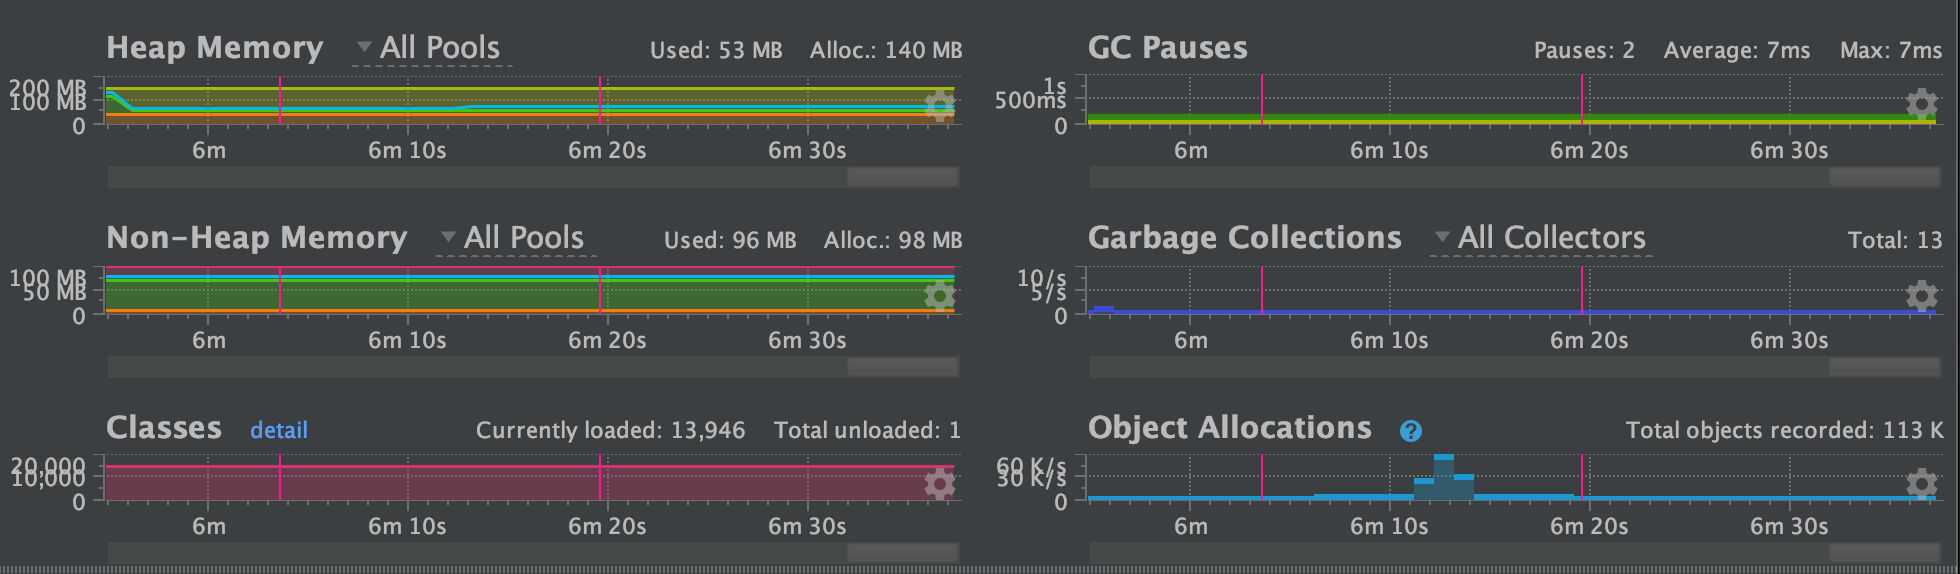 Heap Memory All Pools Used: 53 MB Alloc.: 140 MB
200 MB
100 MB
0
6m 6m 10s 6m 20s 6m 30s
GC Pauses Pauses: 2 Average: 7ms Max: 7ms
1s
500ms
0
6m 6m 10s 6m 20s 6m 30s
Non-Heap Memory All Pools Used: 96 MB Alloc.: 98 MB
100 MB
50 MB
0
6m 6m 10s 6m 20s 6m 30s
Garbage Collections All Collectors Total: 13
10/s
5/s
0
6m 6m 10s 6m 20s 6m 30s
Classes detail Currently loaded: 13,946 Total unloaded: 1
20,000
10,000
0
6m 6m 10s 6m 20s 6m 30s
Object Allocations ? Total objects recorded: 113 K
60 K/s
30 K/s
0
6m 6m 10s 6m 20s 6m 30s